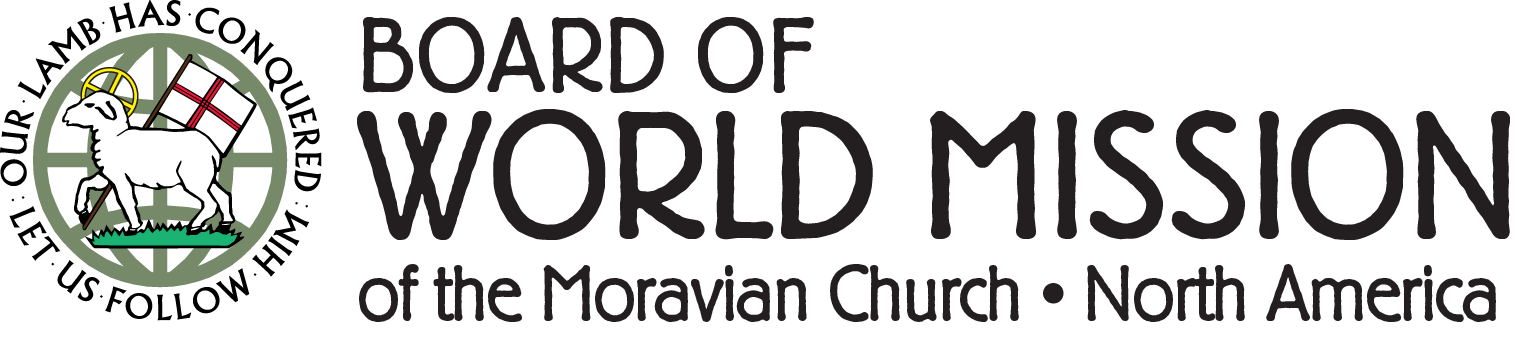 OUR · LAMB · HAS · CONQUERED · LET · US · FOLLOW · HIM ·
BOARD OF
WORLD MISSION
of the Moravian Church • North America